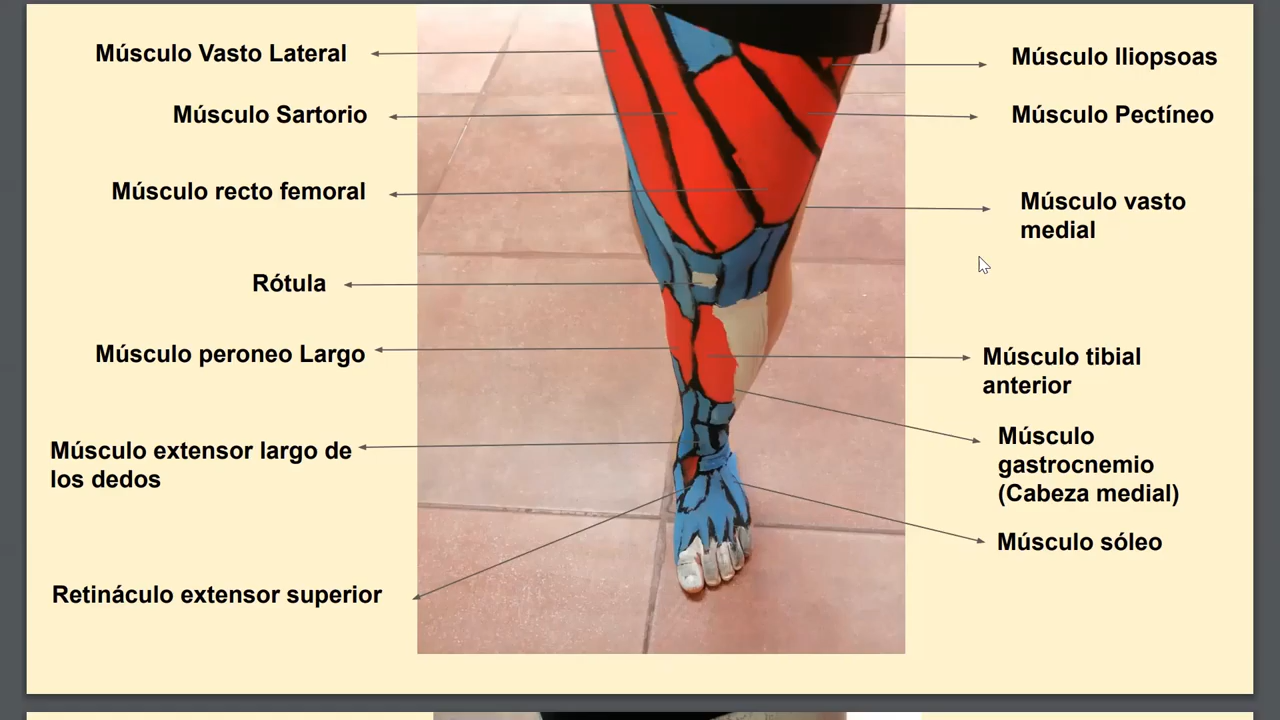 Músculo Vasto Lateral
Músculo Sartorio
Músculo recto femoral
Rótula
Músculo peroneo Largo
Músculo extensor largo de
los dedos
Retináculo extensor superior
Músculo Iliopsoas
Músculo Pectíneo
Músculo vasto
medial
Músculo tibial
anterior
Músculo
gastrocnemio
(Cabeza medial)
Músculo sóleo